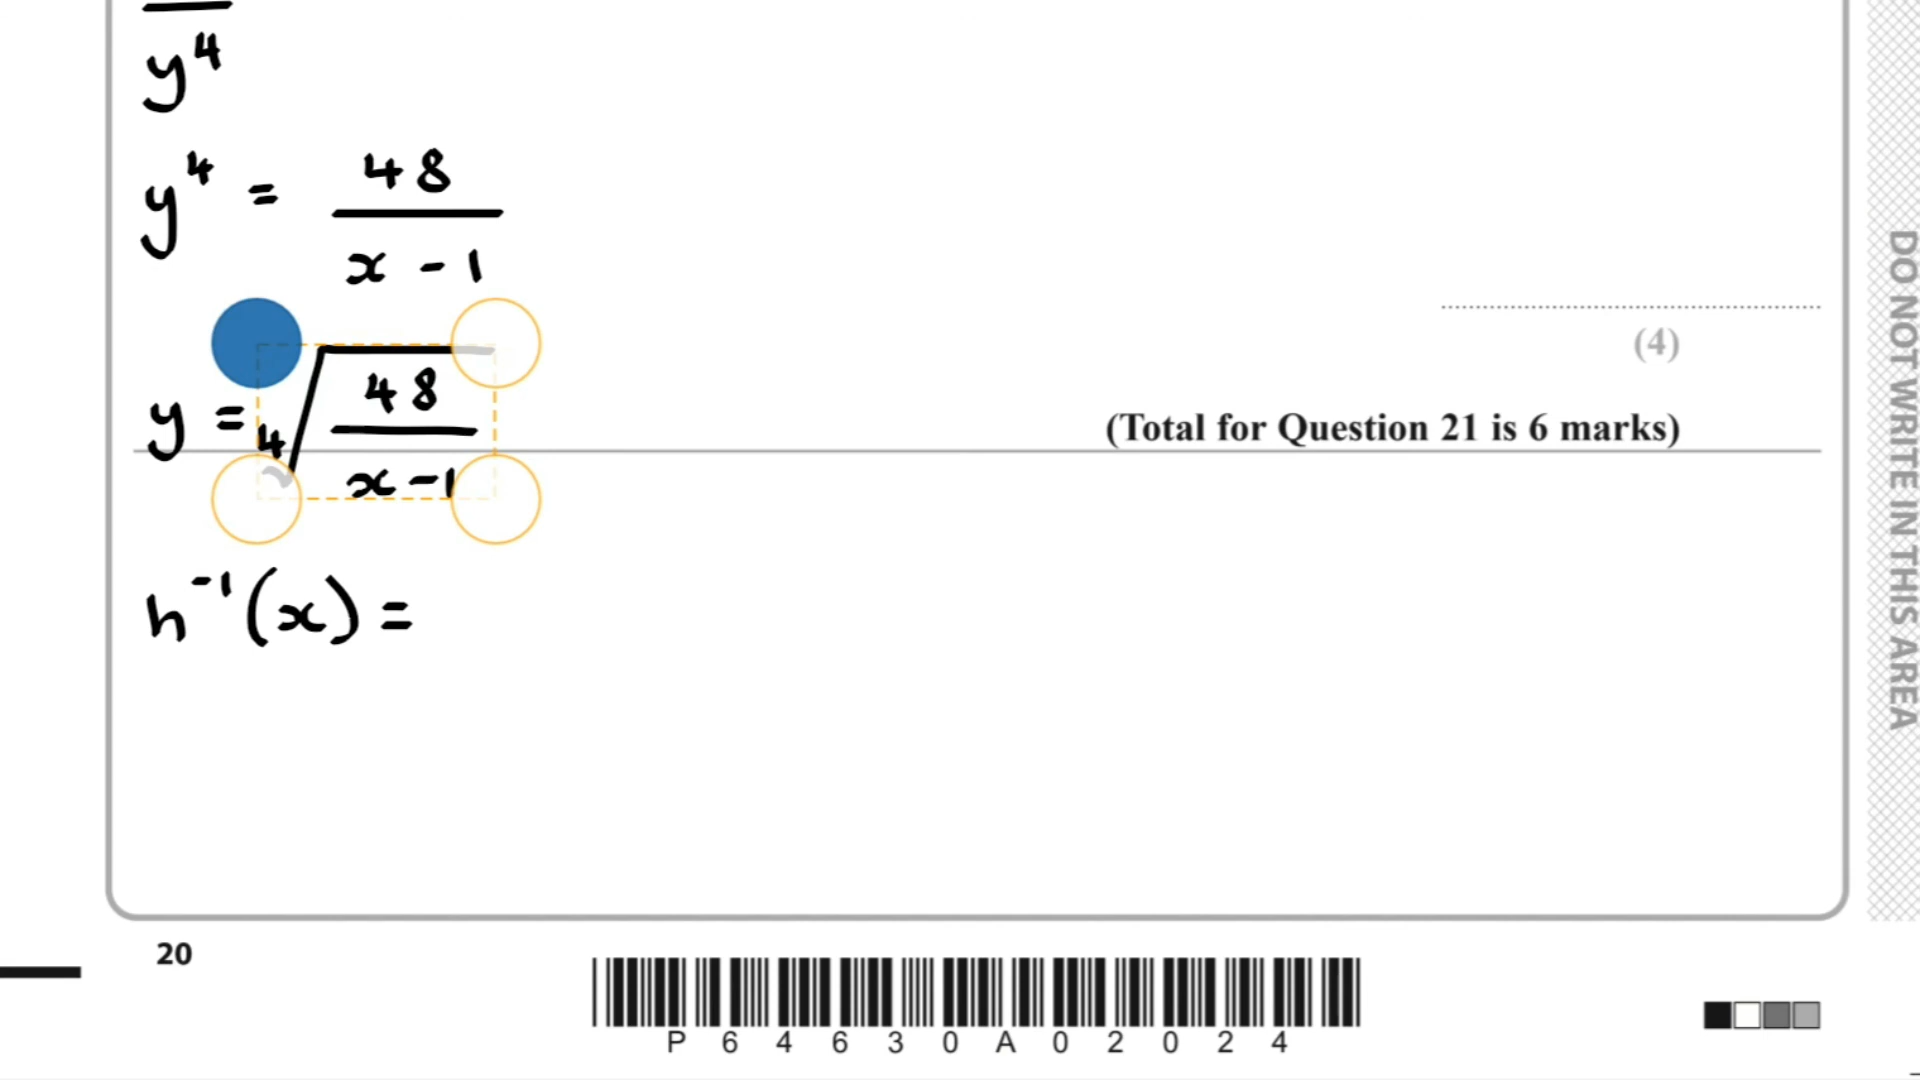 y⁴
y⁴ = 48
x - 1
(4)
y = ⁴√48
x - 1
(Total for Question 21 is 6 marks)
h⁻¹(x) =
20
P 6 4 6 3 0 A 0 2 0 2 4
DO NOT WRITE IN THIS AREA